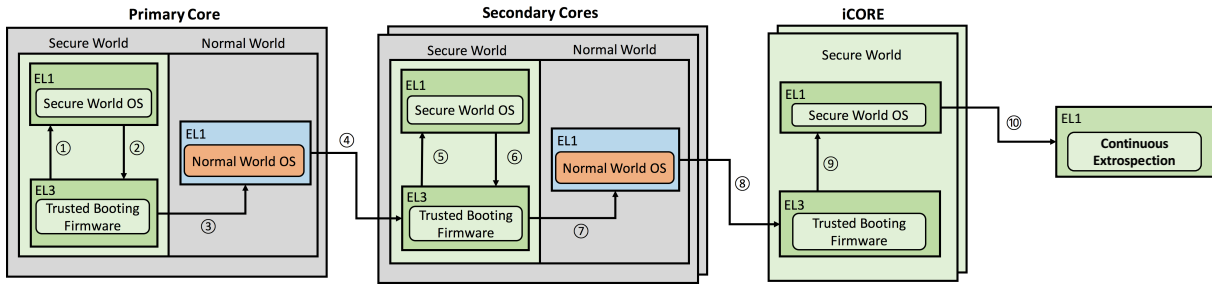 Primary Core
Secure World
Normal World
EL1
Secure World OS
①
②
EL1
Normal World OS
EL3
Trusted Booting
Firmware
③
④
Secondary Cores
Secure World
Normal World
EL1
Secure World OS
⑤
⑥
EL1
Normal World OS
EL3
Trusted Booting
Firmware
⑦
⑧
iCORE
Secure World
EL1
Secure World OS
⑨
EL3
Trusted Booting
Firmware
⑩
EL1
Continuous
Extrospection